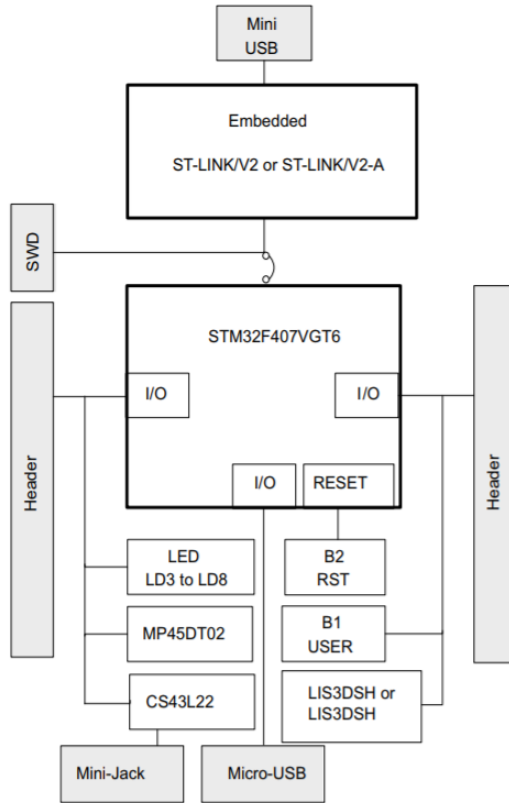 Mini
USB
Embedded
ST-LINK/V2 or ST-LINK/V2-A
SWD
STM32F407VGT6
I/O
I/O
Header
Header
I/O
RESET
LED
LD3 to LD8
B2
RST
MP45DT02
B1
USER
CS43L22
LIS3DSH or
LIS3DSH
Mini-Jack
Micro-USB